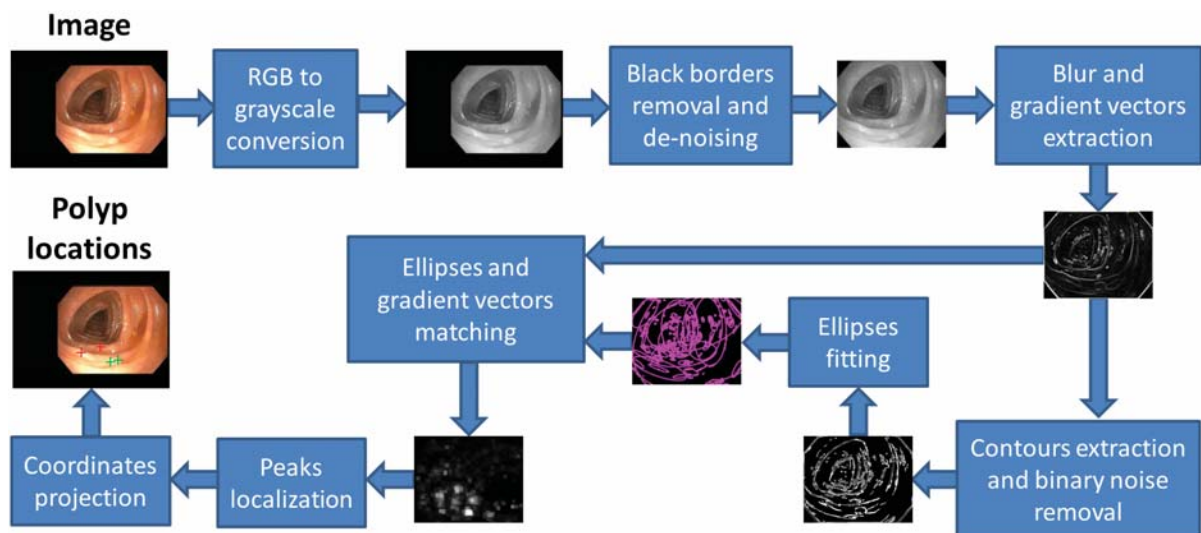 Image
RGB to
grayscale
conversion
Black borders
removal and
de-noising
Blur and
gradient vectors
extraction
Polyp
locations
Ellipses and
gradient vectors
matching
Ellipses
fitting
Coordinates
projection
Peaks
localization
Contours extraction
and binary noise
removal